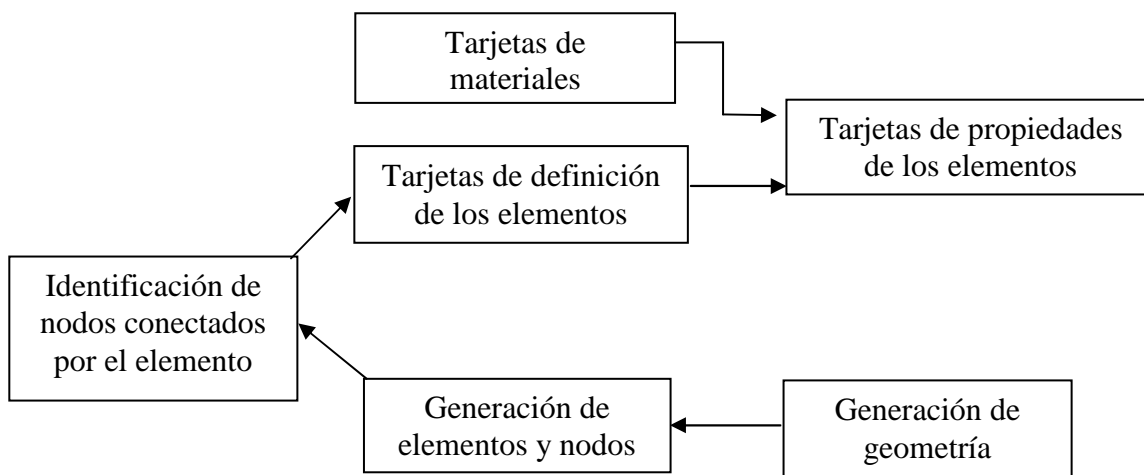 Tarjetas de
materiales
Tarjetas de propiedades
de los elementos
Tarjetas de definición
de los elementos
Identificación de
nodos conectados
por el elemento
Generación de
elementos y nodos
Generación de
geometría